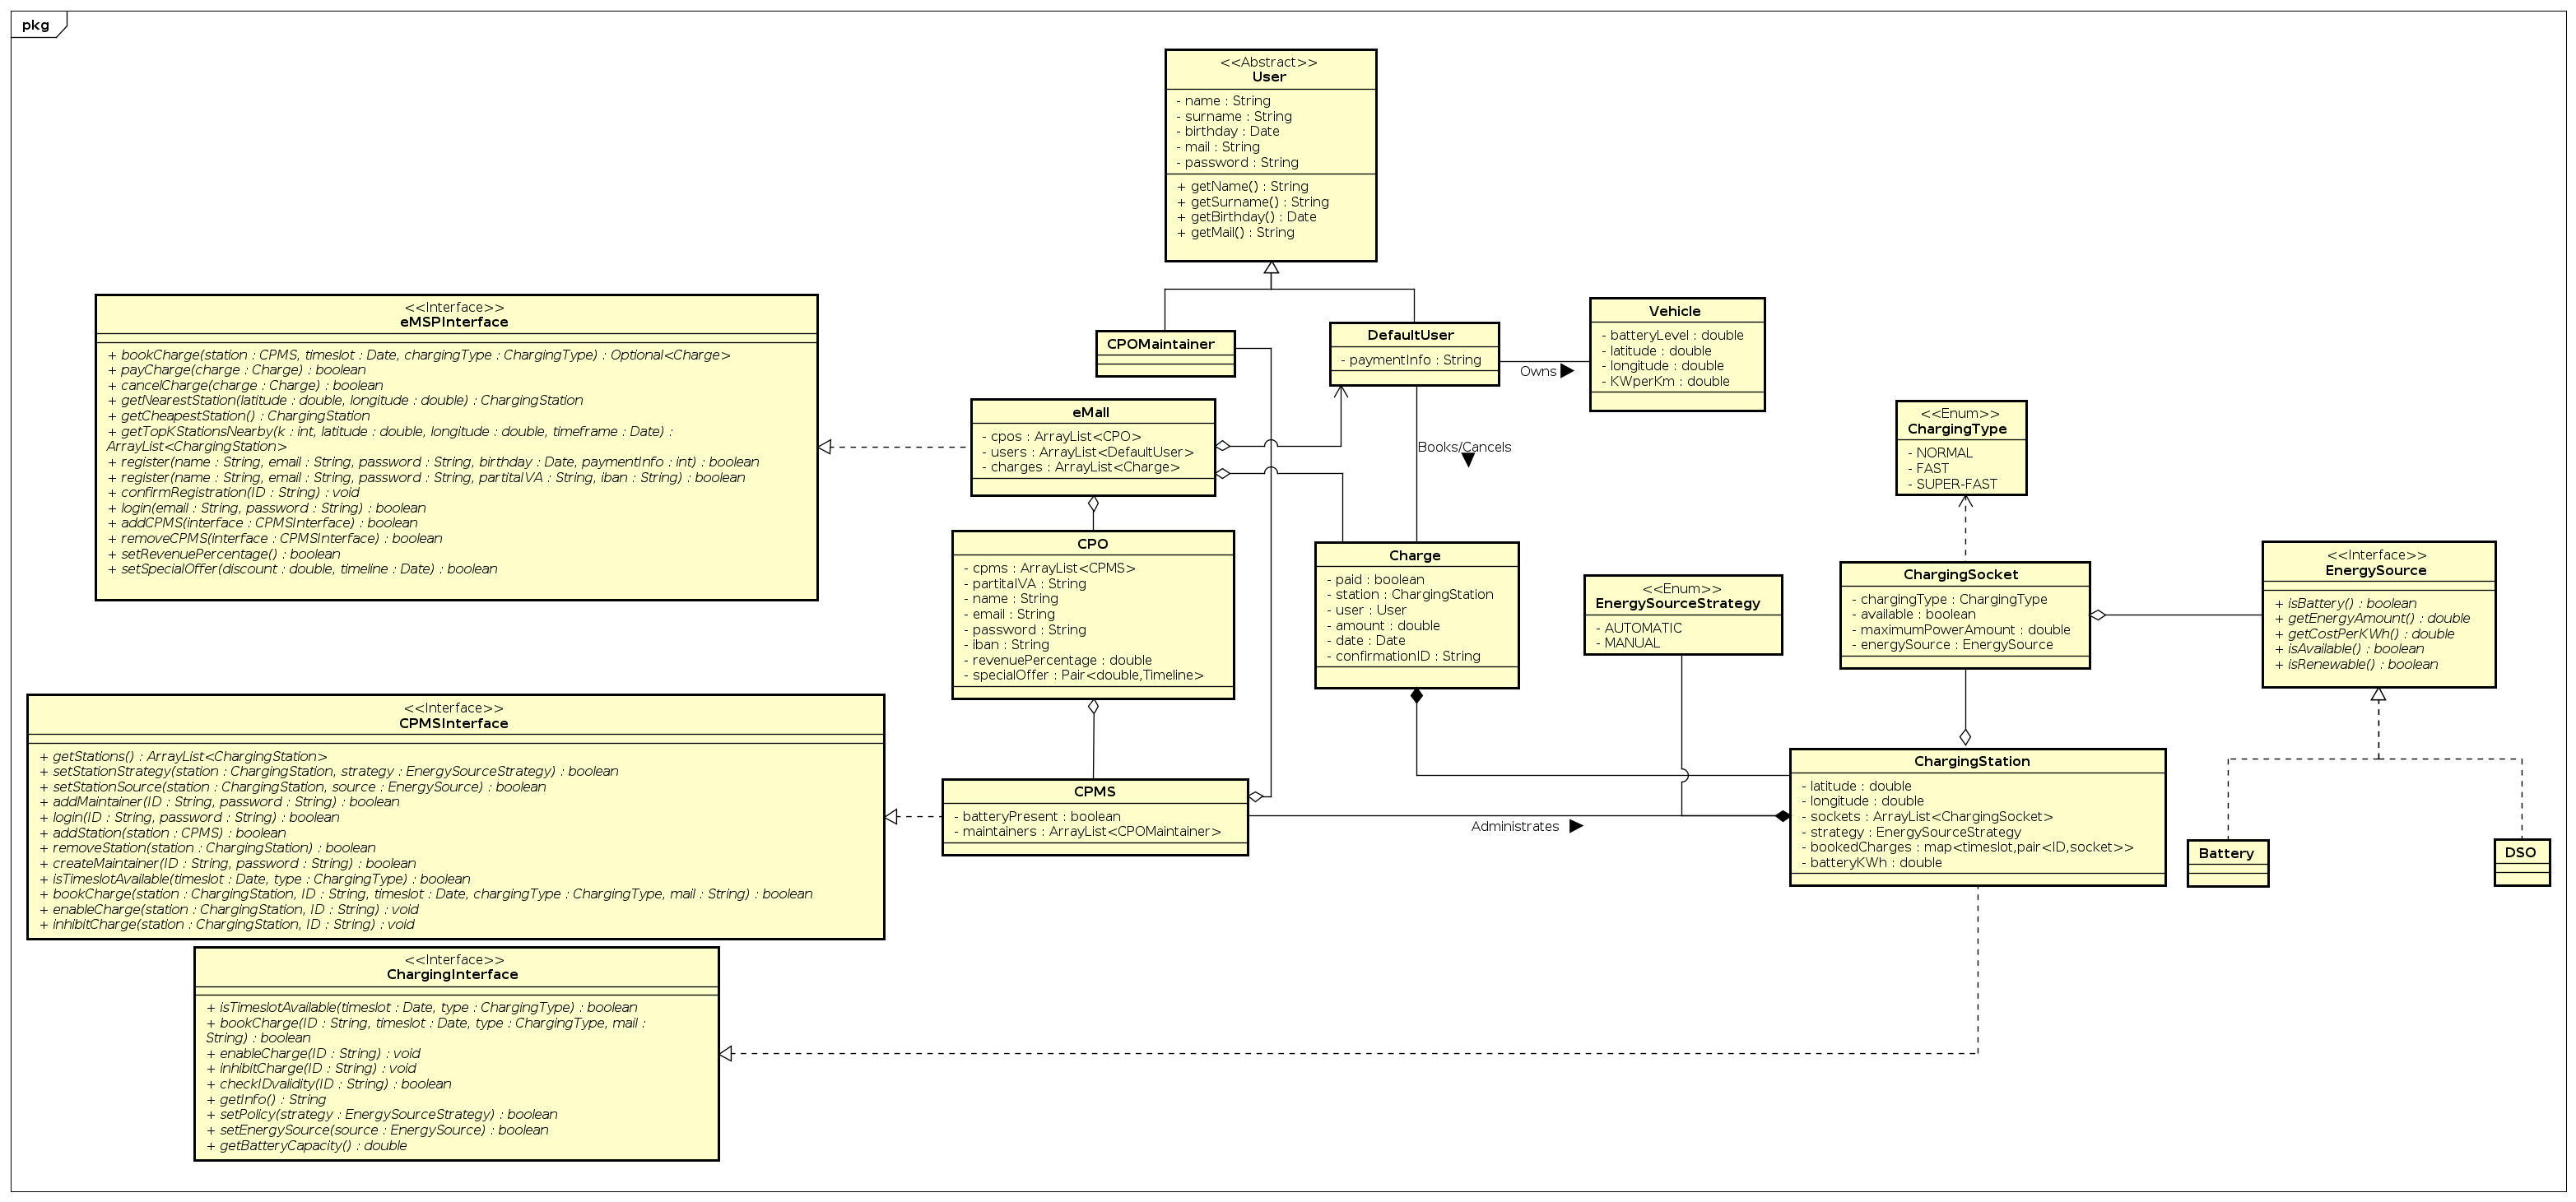 pkg
<<Abstract>>
User
- name : String
- surname : String
- birthday : Date
- mail : String
- password : String
+ getName() : String
+ getSurname() : String
+ getBirthday() : Date
+ getMail() : String
<<Interface>>
eMSPInterface
+ bookCharge(station : CPMS, timeslot : Date, chargingType : ChargingType) : Optional<Charge>
+ payCharge(charge : Charge) : boolean
+ cancelCharge(charge : Charge) : boolean
+ getNearestStation(latitude : double, longitude : double) : ChargingStation
+ getCheapestStation() : ChargingStation
+ getTopKStationsNearby(k : int, latitude : double, longitude : double, timeframe : Date) :
ArrayList<ChargingStation>
+ register(name : String, email : String, password : String, birthday : Date, paymentInfo : int) : boolean
+ register(name : String, email : String, password : String, partitaIVA : String, iban : String) : boolean
+ confirmRegistration(ID : String) : void
+ login(email : String, password : String) : boolean
+ addCPMS(interface : CPMSInterface) : boolean
+ removeCPMS(interface : CPMSInterface) : boolean
+ setRevenuePercentage() : boolean
+ setSpecialOffer(discount : double, timeline : Date) : boolean
CPOMaintainer
DefaultUser
- paymentInfo : String
Owns
Vehicle
- batteryLevel : double
- latitude : double
- longitude : double
- KWperKm : double
eMall
- cpos : ArrayList<CPO>
- users : ArrayList<DefaultUser>
- charges : ArrayList<Charge>
Books/Cancels
<<Enum>>
ChargingType
- NORMAL
- FAST
- SUPER-FAST
CPO
- cpms : ArrayList<CPMS>
- partitaIVA : String
- name : String
- email : String
- password : String
- iban : String
- revenuePercentage : double
- specialOffer : Pair<double,Timeline>
Charge
- paid : boolean
- station : ChargingStation
- user : User
- amount : double
- date : Date
- confirmationID : String
<<Enum>>
EnergySourceStrategy
- AUTOMATIC
- MANUAL
ChargingSocket
- chargingType : ChargingType
- available : boolean
- maximumPowerAmount : double
- energySource : EnergySource
<<Interface>>
EnergySource
+ isBattery() : boolean
+ getEnergyAmount() : double
+ getCostPerKWh() : double
+ isAvailable() : boolean
+ isRenewable() : boolean
<<Interface>>
CPMSInterface
+ getStations() : ArrayList<ChargingStation>
+ setStationStrategy(station : ChargingStation, strategy : EnergySourceStrategy) : boolean
+ setStationSource(station : ChargingStation, source : EnergySource) : boolean
+ addMaintainer(ID : String, password : String) : boolean
+ login(ID : String, password : String) : boolean
+ addStation(station : CPMS) : boolean
+ removeStation(station : ChargingStation) : boolean
+ createMaintainer(ID : String, password : String) : boolean
+ isTimeslotAvailable(timeslot : Date, type : ChargingType) : boolean
+ bookCharge(station : ChargingStation, ID : String, timeslot : Date, chargingType : ChargingType, mail : String) : boolean
+ enableCharge(station : ChargingStation, ID : String) : void
+ inhibitCharge(station : ChargingStation, ID : String) : void
CPMS
- batteryPresent : boolean
- maintainers : ArrayList<CPOMaintainer>
Administrates
ChargingStation
- latitude : double
- longitude : double
- sockets : ArrayList<ChargingSocket>
- strategy : EnergySourceStrategy
- bookedCharges : map<timeslot,pair<ID,socket>>
- batteryKWh : double
Battery
DSO
<<Interface>>
ChargingInterface
+ isTimeslotAvailable(timeslot : Date, type : ChargingType) : boolean
+ bookCharge(ID : String, timeslot : Date, type : ChargingType, mail :
String) : boolean
+ enableCharge(ID : String) : void
+ inhibitCharge(ID : String) : void
+ checkIDvalidity(ID : String) : boolean
+ getInfo() : String
+ setPolicy(strategy : EnergySourceStrategy) : boolean
+ setEnergySource(source : EnergySource) : boolean
+ getBatteryCapacity() : double